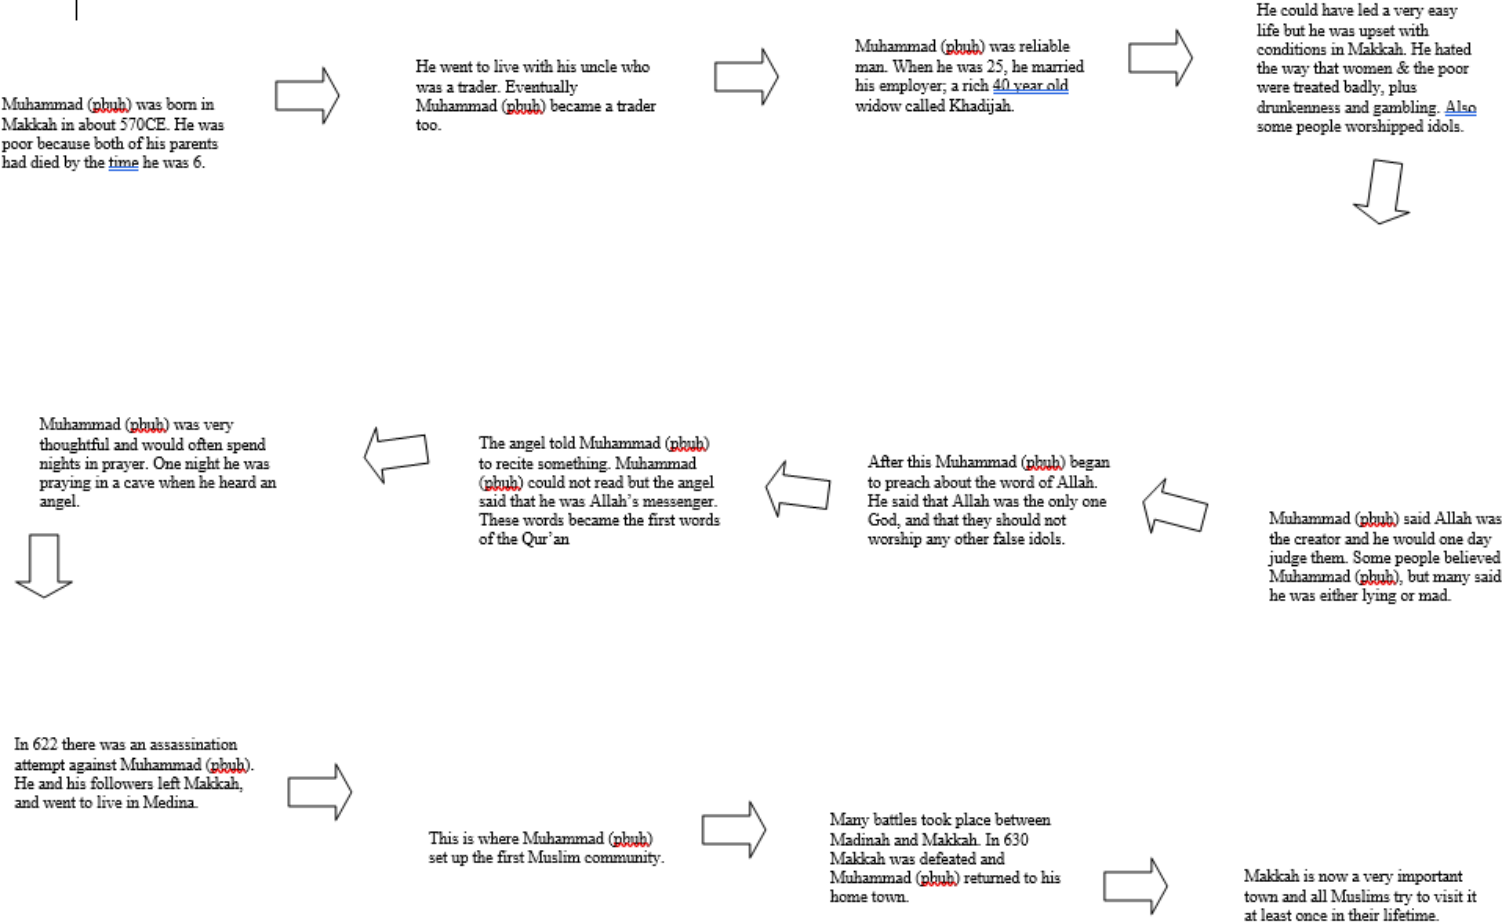 Muhammad (pbuh) was born in
Makkah in about 570CE. He was
poor because both of his parents
had died by the time he was 6.
He went to live with his uncle who
was a trader. Eventually
Muhammad (pbuh) became a trader
too.
Muhammad (pbuh) was reliable
man. When he was 25, he married
his employer; a rich 40 year old
widow called Khadijah.
He could have led a very easy
life but he was upset with
conditions in Makkah. He hated
the way that women & the poor
were treated badly, plus
drunkenness and gambling. Also
some people worshipped idols.
Muhammad (pbuh) said Allah was
the creator and he would one day
judge them. Some people believed
Muhammad (pbuh), but many said
he was either lying or mad.
After this Muhammad (pbuh) began
to preach about the word of Allah.
He said that Allah was the only one
God, and that they should not
worship any other false idols.
The angel told Muhammad (pbuh)
to recite something. Muhammad
(pbuh) could not read but the angel
said that he was Allah’s messenger.
These words became the first words
of the Qur’an
Muhammad (pbuh) was very
thoughtful and would often spend
nights in prayer. One night he was
praying in a cave when he heard an
angel.
In 622 there was an assassination
attempt against Muhammad (pbuh).
He and his followers left Makkah,
and went to live in Medina.
This is where Muhammad (pbuh)
set up the first Muslim community.
Many battles took place between
Madinah and Makkah. In 630
Makkah was defeated and
Muhammad (pbuh) returned to his
home town.
Makkah is now a very important
town and all Muslims try to visit it
at least once in their lifetime.